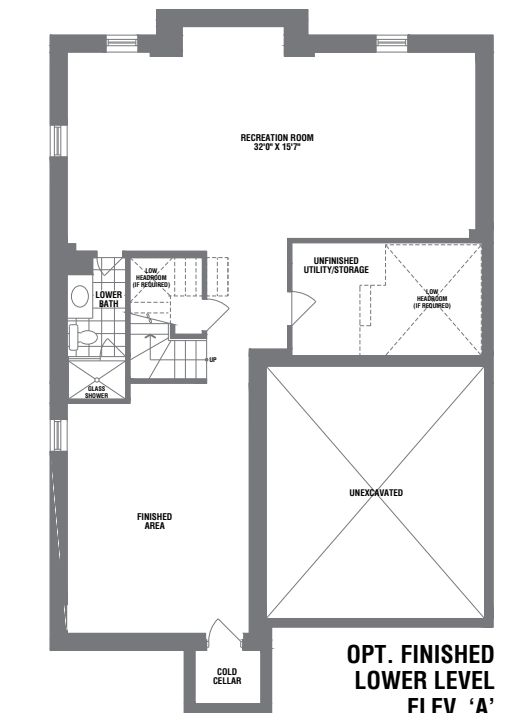 RECREATION ROOM
32'0" X 15'7"
LOW
HEADROOM
(IF REQUIRED)
UNFINISHED
UTILITY/STORAGE
LOWER
BATH
LOW
HEADROOM
(IF REQUIRED)
UP
GLASS
SHOWER
UNEXCAVATED
FINISHED
AREA
COLD
CELLAR
OPT. FINISHED
LOWER LEVEL
ELEV. ‘A’